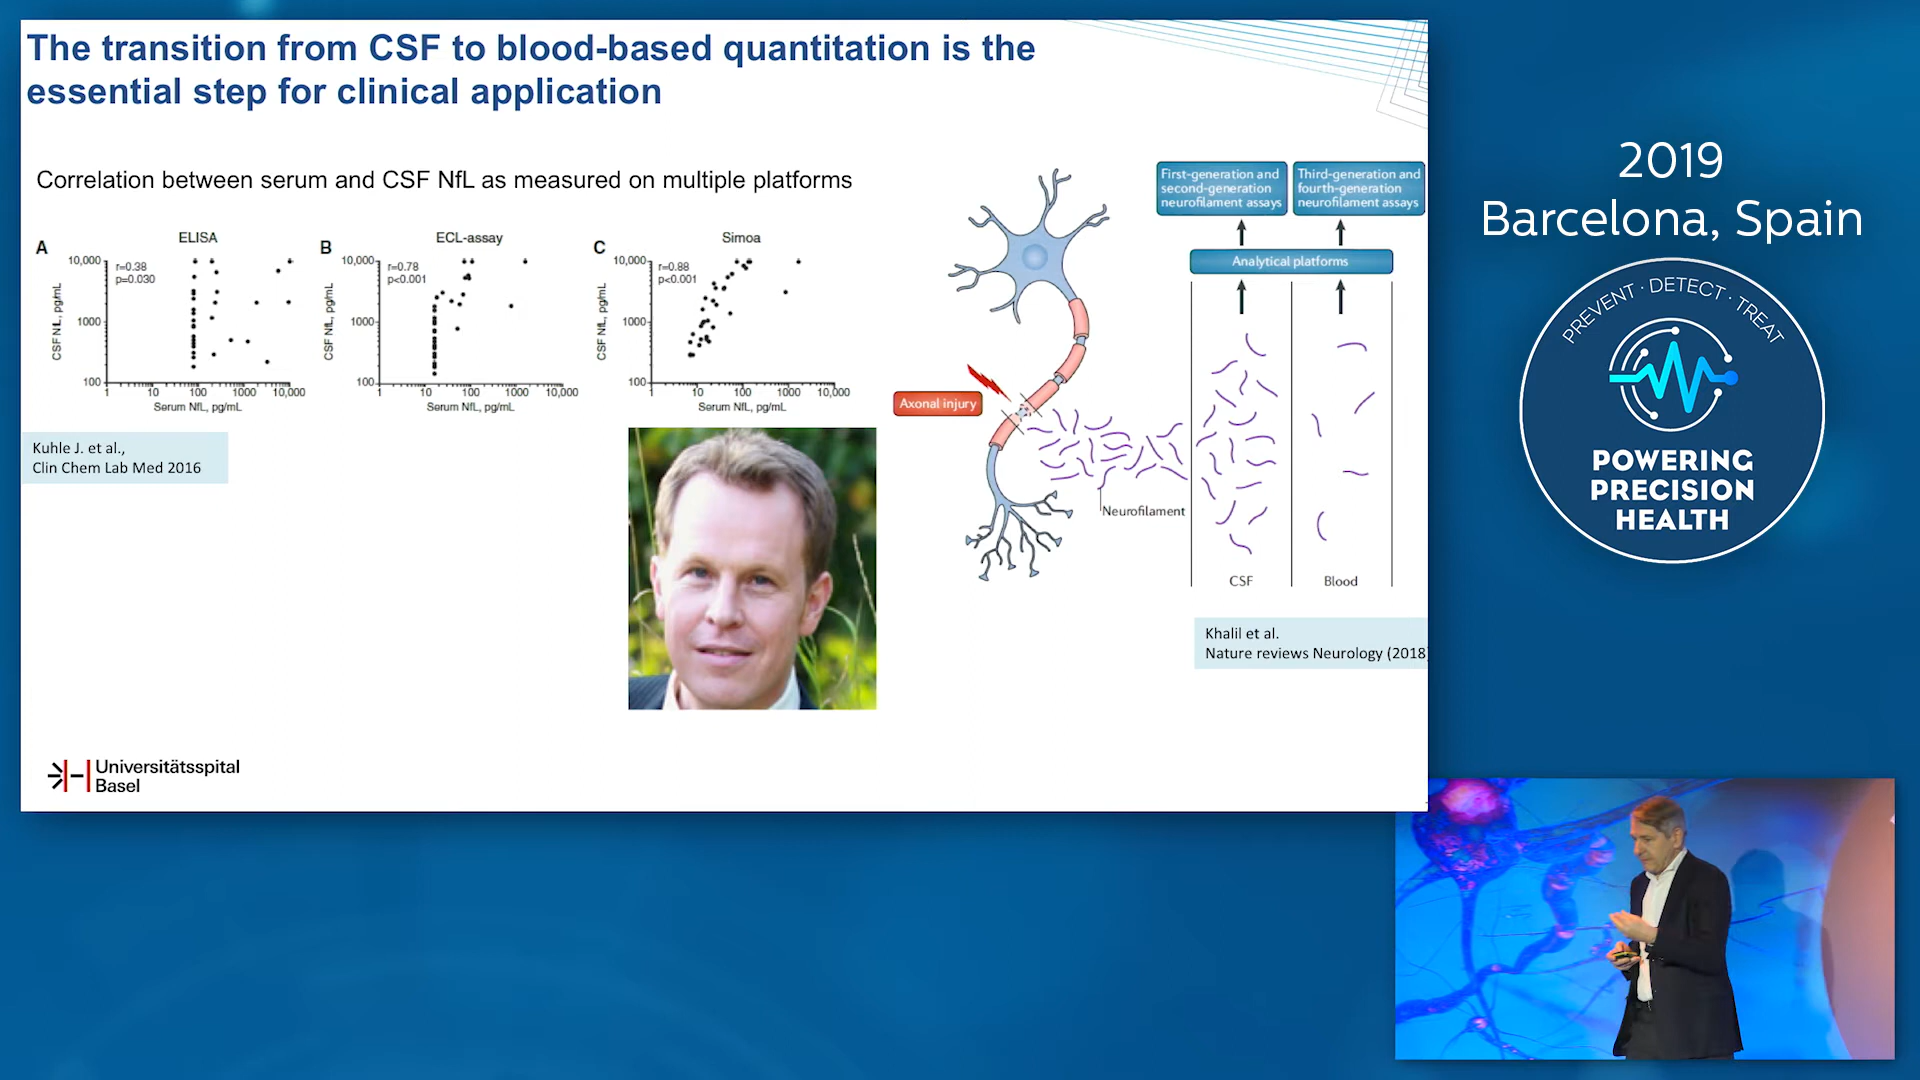 The transition from CSF to blood-based quantitation is the
essential step for clinical application
Correlation between serum and CSF NfL as measured on multiple platforms
A
ELISA
r=0.38
p=0.030
10,000
1000
100
CSF NfL, pg/mL
1
10
100
1000
10,000
Serum NfL, pg/mL
B
ECL-assay
r=0.78
p<0.001
10,000
1000
100
CSF NfL, pg/mL
1
10
100
1000
10,000
Serum NfL, pg/mL
C
Simoa
r=0.88
p<0.001
10,000
1000
100
CSF NfL, pg/mL
1
10
100
1000
10,000
Serum NfL, pg/mL
Kuhle J. et al.,
Clin Chem Lab Med 2016
First-generation and
second-generation
neurofilament assays
Third-generation and
fourth-generation
neurofilament assays
Analytical platforms
Axonal injury
Neurofilament
CSF
Blood
Khalil et al.
Nature reviews Neurology (2018
Universitätsspital
Basel
2019
Barcelona, Spain
PREVENT · DETECT · TREAT
POWERING
PRECISION
HEALTH